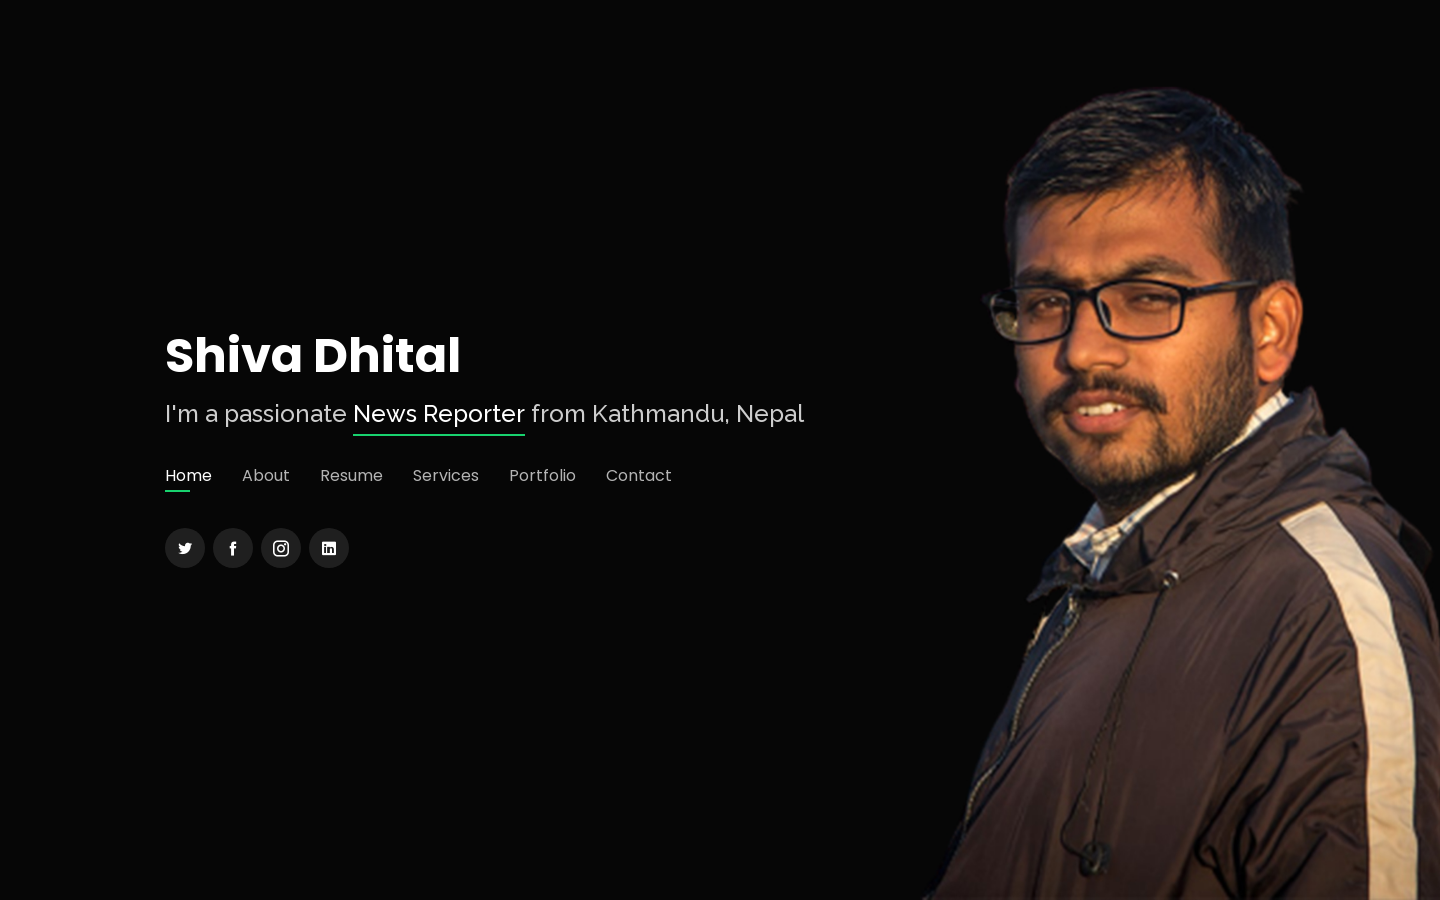 Shiva Dhital
I'm a passionate News Reporter from Kathmandu, Nepal
Home About Resume Services Portfolio Contact